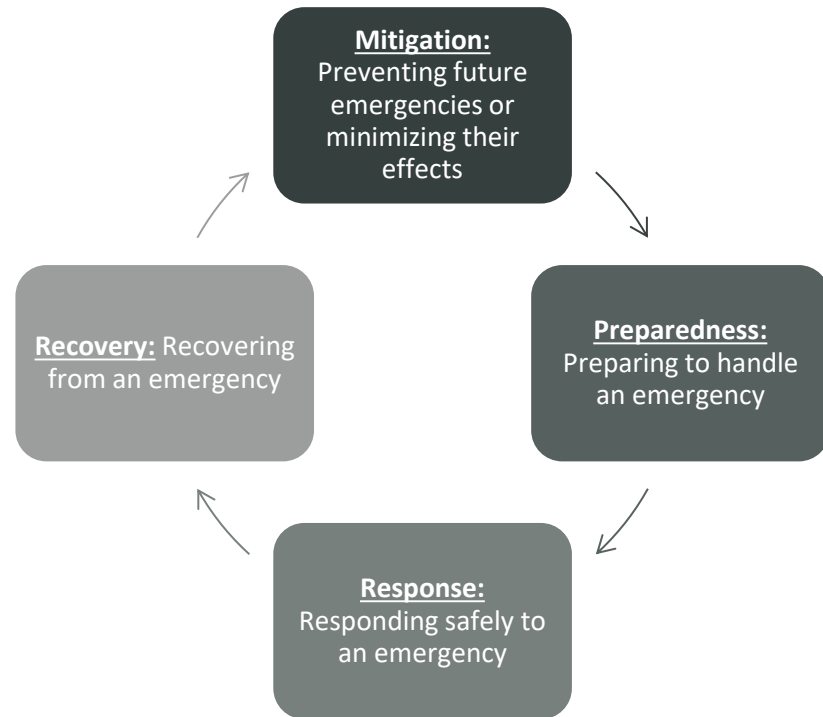 Mitigation:
Preventing future
emergencies or
minimizing their
effects
Preparedness:
Preparing to handle
an emergency
Response:
Responding safely to
an emergency
Recovery: Recovering
from an emergency